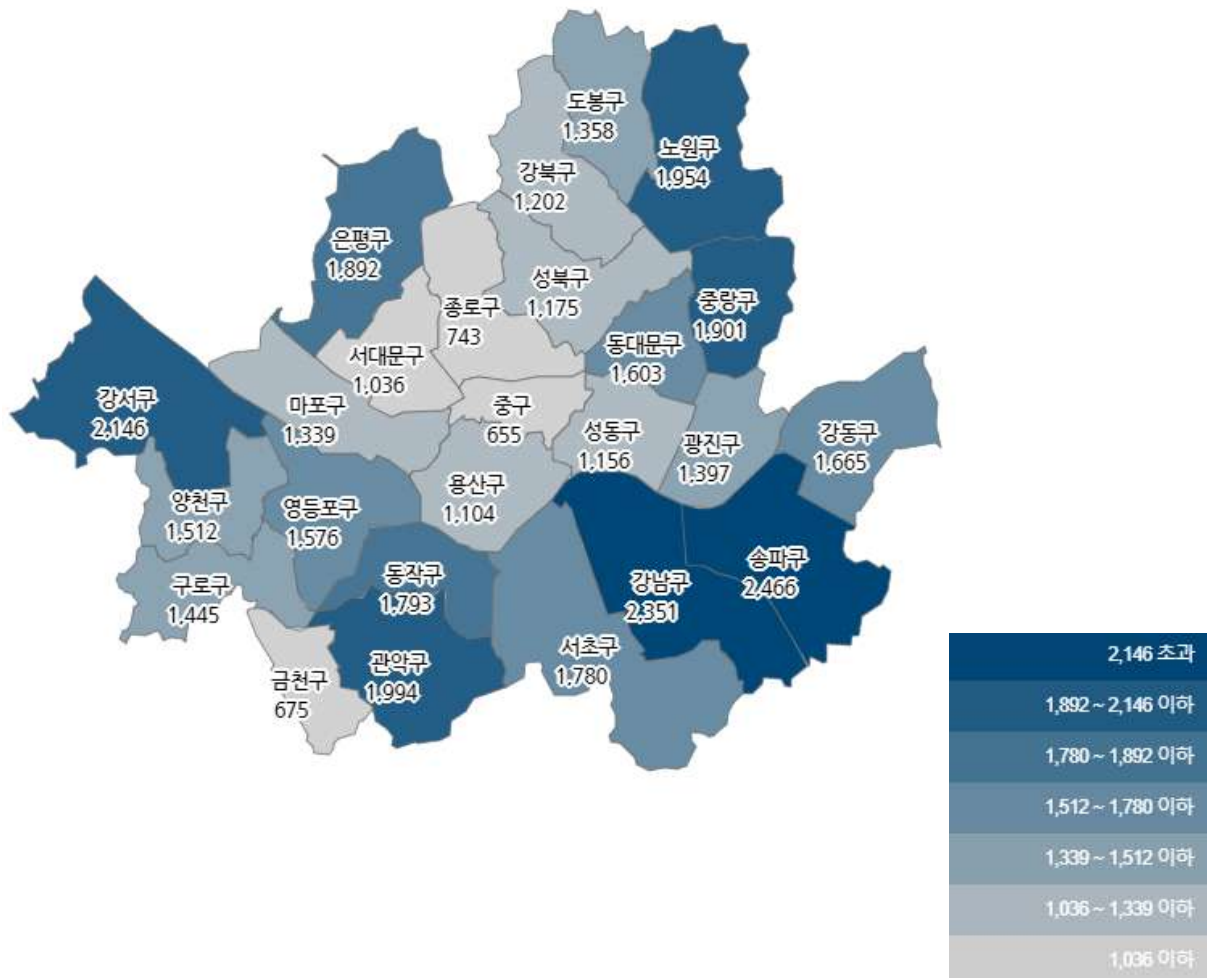 도봉구
1,358
노원구
1,954
강북구
1,202
은평구
1,892
성북구
1,175
중랑구
1,901
종로구
743
동대문구
1,603
서대문구
1,036
강서구
2,146
마포구
1,339
중구
655
성동구
1,156
광진구
1,397
강동구
1,665
용산구
1,104
양천구
1,512
영등포구
1,576
송파구
2,466
구로구
1,445
동작구
1,793
강남구
2,351
서초구
1,780
관악구
1,994
금천구
675
2,146 초과
1,892 ~ 2,146 이하
1,780 ~ 1,892 이하
1,512 ~ 1,780 이하
1,339 ~ 1,512 이하
1,036 ~ 1,339 이하
1,036 이하